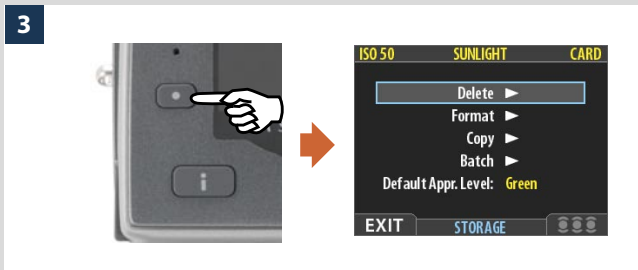 3
i
ISO 50 SUNLIGHT CARD
Delete ►
Format ►
Copy ►
Batch ►
Default Appr. Level: Green
EXIT STORAGE